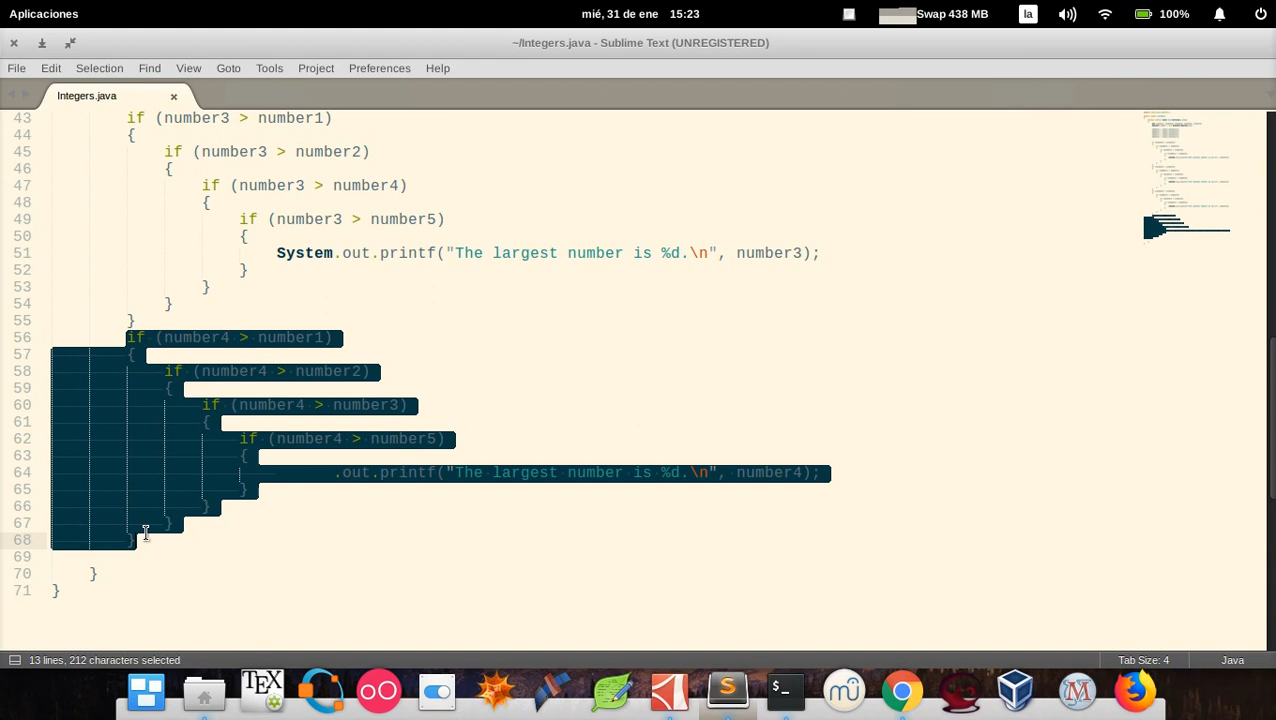 Aplicaciones
mié, 31 de ene 15:23
Swap 438 MB
la
100%
~/Integers.java - Sublime Text (UNREGISTERED)
File Edit Selection Find View Goto Tools Project Preferences Help
Integers.java ×
43 if (number3 > number1)
44 {
45 if (number3 > number2)
46 {
47 if (number3 > number4)
48 {
49 if (number3 > number5)
50 {
51 System.out.printf("The largest number is %d.\n", number3);
52 }
53 }
54 }
55 }
56 if (number4 > number1)
57 {
58 if (number4 > number2)
59 {
60 if (number4 > number3)
61 {
62 if (number4 > number5)
63 {
64 .out.printf("The largest number is %d.\n", number4);
65 }
66 }
67 }
68 }
69
70 }
71 }
13 lines, 212 characters selected
Tab Size: 4
Java
TEX
S
>_
mu
M